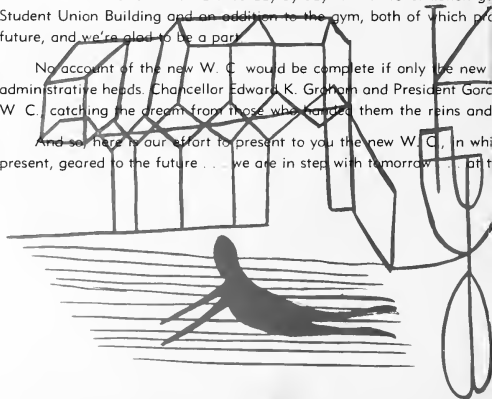 Student Union Building and an addition to the gym, both of which
future, and we're glad to be a part
No account of the new W. C. would be complete if only the new
administrative heads. Chancellor Edward K. Graham and President
W. C., catching the dream from those who handed them the reins and
And so, here is our effort to present to you the new W. C., in
present, geared to the future . . . we are in step with tomorrow . . . at